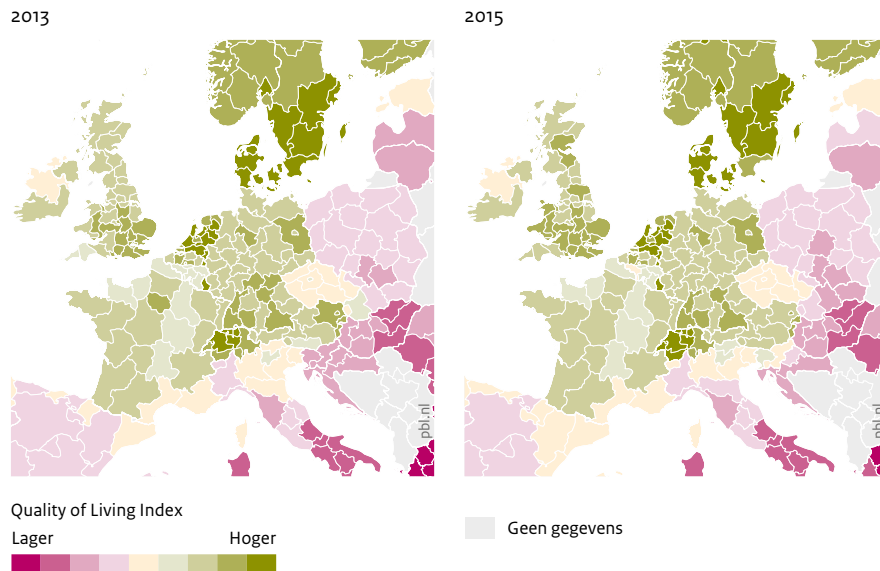 2013
2015
pbl.nl
pbl.nl
Quality of Living Index
Lager
Hoger
Geen gegevens